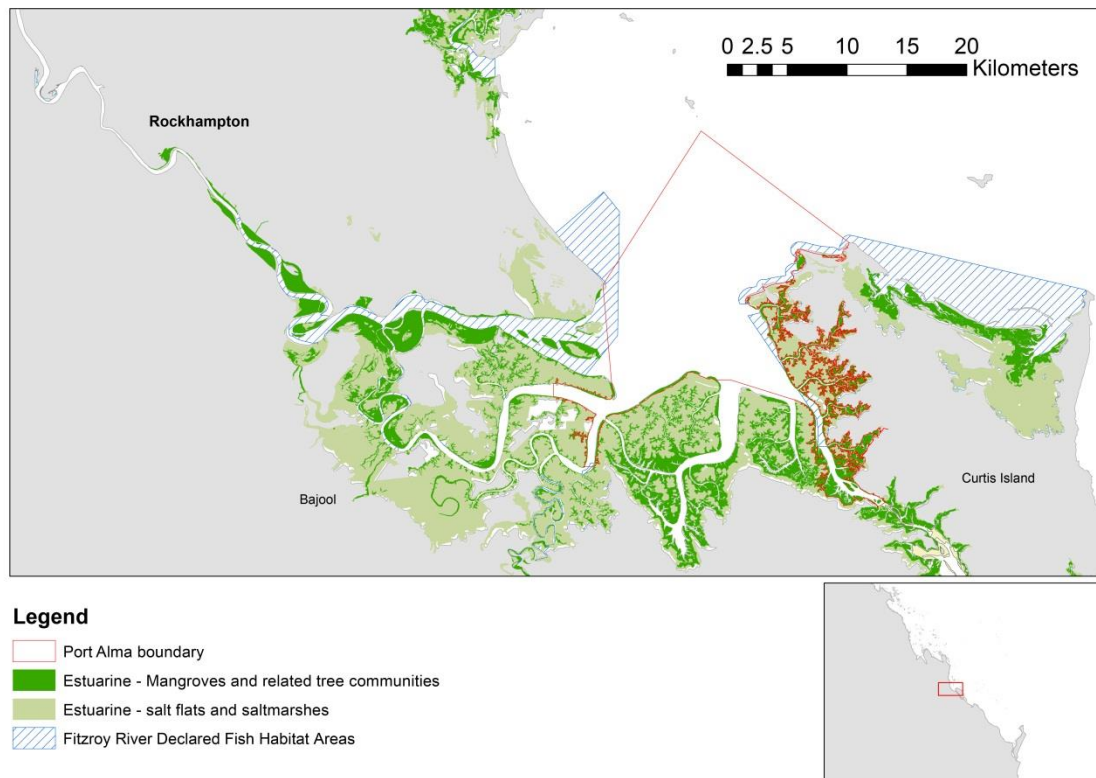 0 2.5 5 10 15 20
Kilometers
Rockhampton
Bajool
Curtis Island
Legend
Port Alma boundary
Estuarine - Mangroves and related tree communities
Estuarine - salt flats and saltmarshes
Fitzroy River Declared Fish Habitat Areas